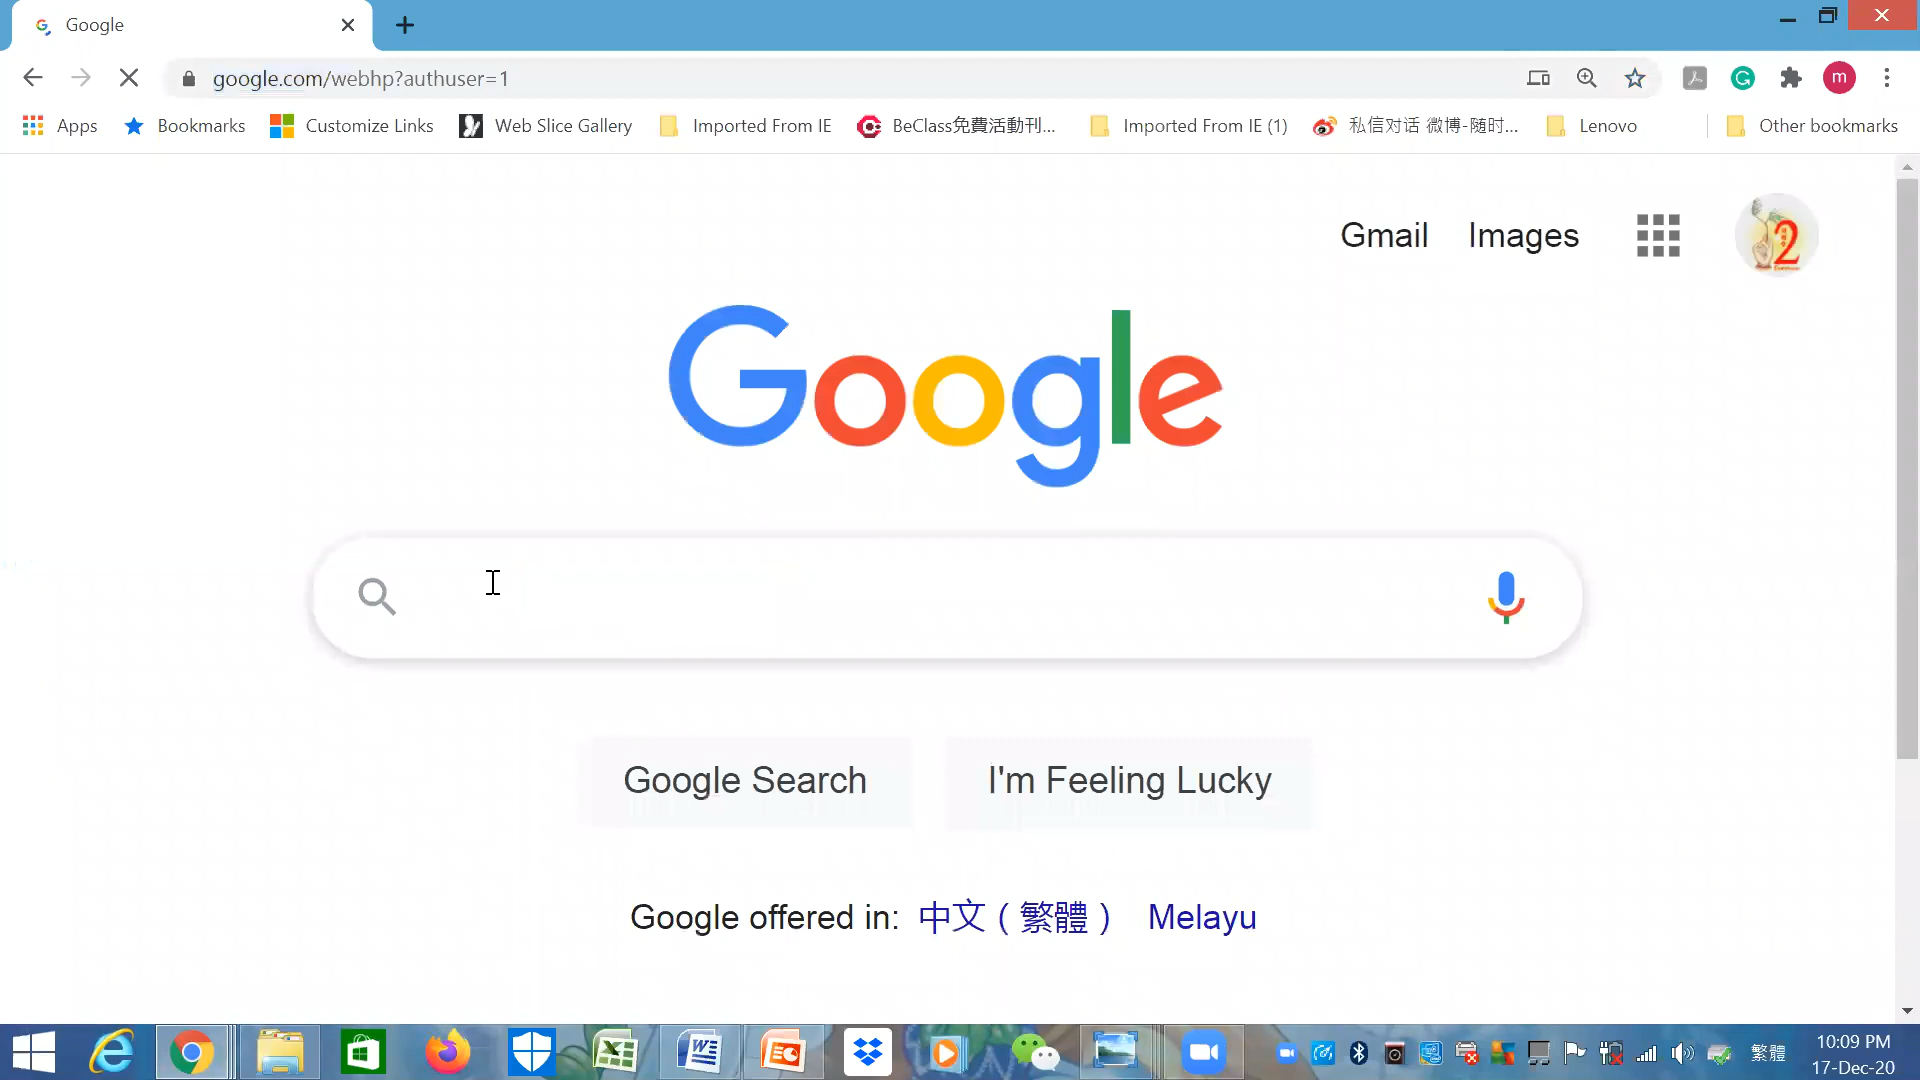 Google
google.com/webhp?authuser=1
m
Apps Bookmarks Customize Links Web Slice Gallery Imported From IE BeClass免費活動刊... Imported From IE (1) 私信对话 微博-随时... Lenovo Other bookmarks
Gmail Images
2
Google
Google Search I'm Feeling Lucky
Google offered in: 中文（繁體） Melayu
繁體
10:09 PM
17-Dec-20